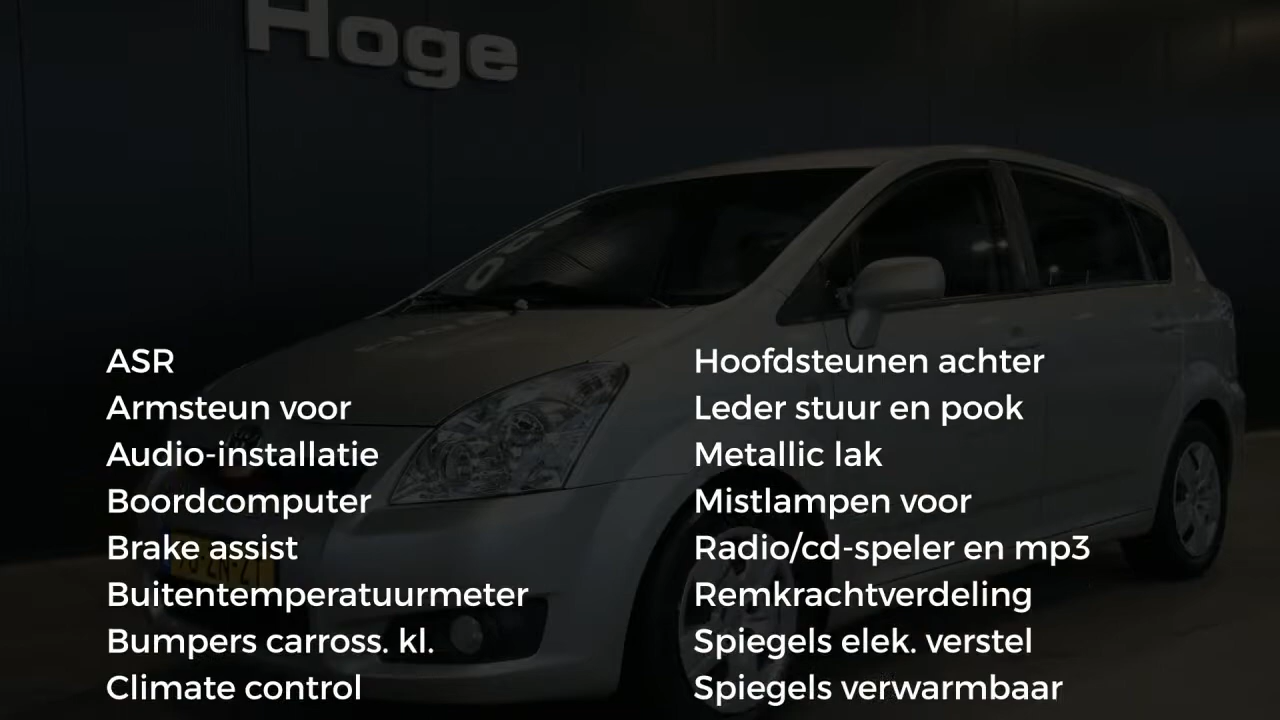 Hoge
ASR
Armsteun voor
Audio-installatie
Boordcomputer
Brake assist
Buitentemperatuurmeter
Bumpers carross. kl.
Climate control
Hoofdsteunen achter
Leder stuur en pook
Metallic lak
Mistlampen voor
Radio/cd-speler en mp3
Remkrachtverdeling
Spiegels elek. verstel
Spiegels verwarmbaar